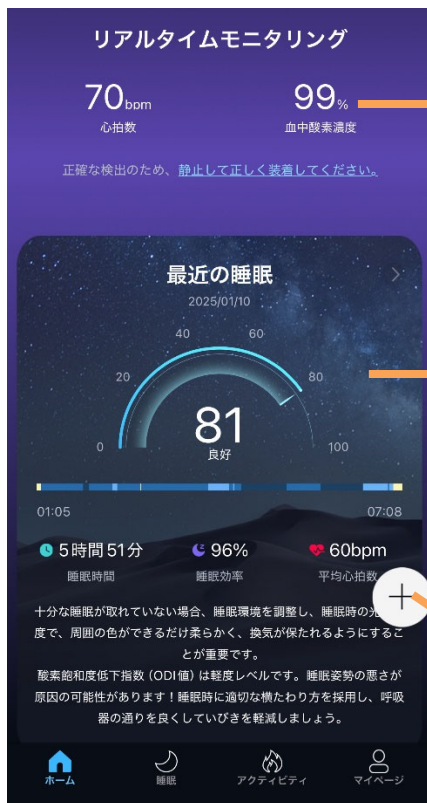 リアルタイムモニタリング
70bpm
99%
心拍数
血中酸素濃度
正確な検出のため、静止して正しく装着してください。
最近の睡眠
2025/01/10
40
60
20
80
81
0
良好
100
01:05
07:08
5時間51分
96%
60bpm
睡眠時間
睡眠効率
平均心拍数
十分な睡眠が取れていない場合、睡眠環境を調整し、睡眠時の
度で、周囲の色ができるだけ柔らかく、換気が保たれるようにするこ
とが重要です。
酸素飽和度低下指数（ODI値）は軽度レベルです。睡眠姿勢の悪さが
原因の可能性があります！睡眠時に適切な横たわり方を採用し、呼吸
器の通りを良くしていびきを軽減しましょう。
ホーム
睡眠
アクティビティ
マイページ